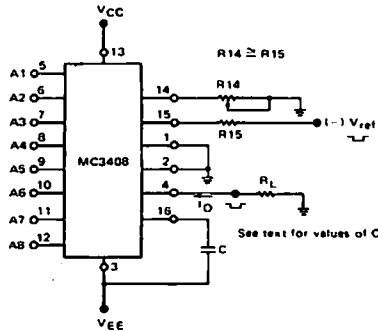 VCC
13
R14 ≅ R15
A1 5
A2 6
A3 7
A4 8
A5 9
A6 10
A7 11
A8 12
MC3408
14
R14
15
R15
(−) Vref
1
2
4
IO
RL
16
C
See text for values of C
3
VEE